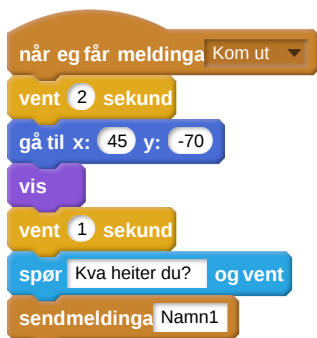 når eg får meldinga Kom ut
vent 2 sekund
gå til x: 45 y: -70
vis
vent 1 sekund
spør Kva heiter du? og vent
sendmeldinga Namn1